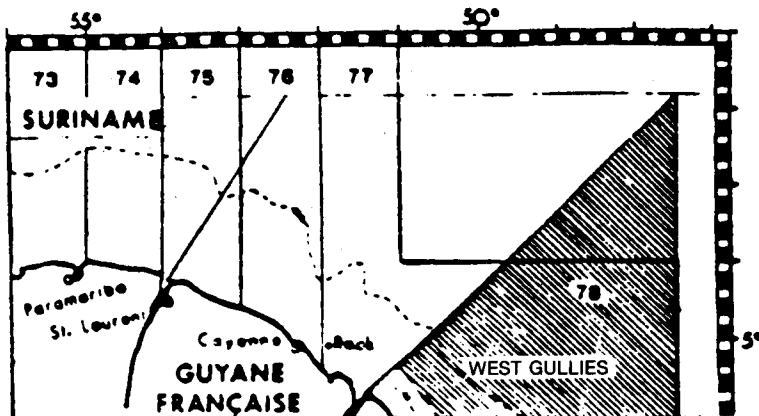 55° 50°
73 74 75 76 77
SURINAME
78
Paramaribo
St. Laurent
Cayenne
5°
WEST GULLIES
GUYANE
FRANÇAISE